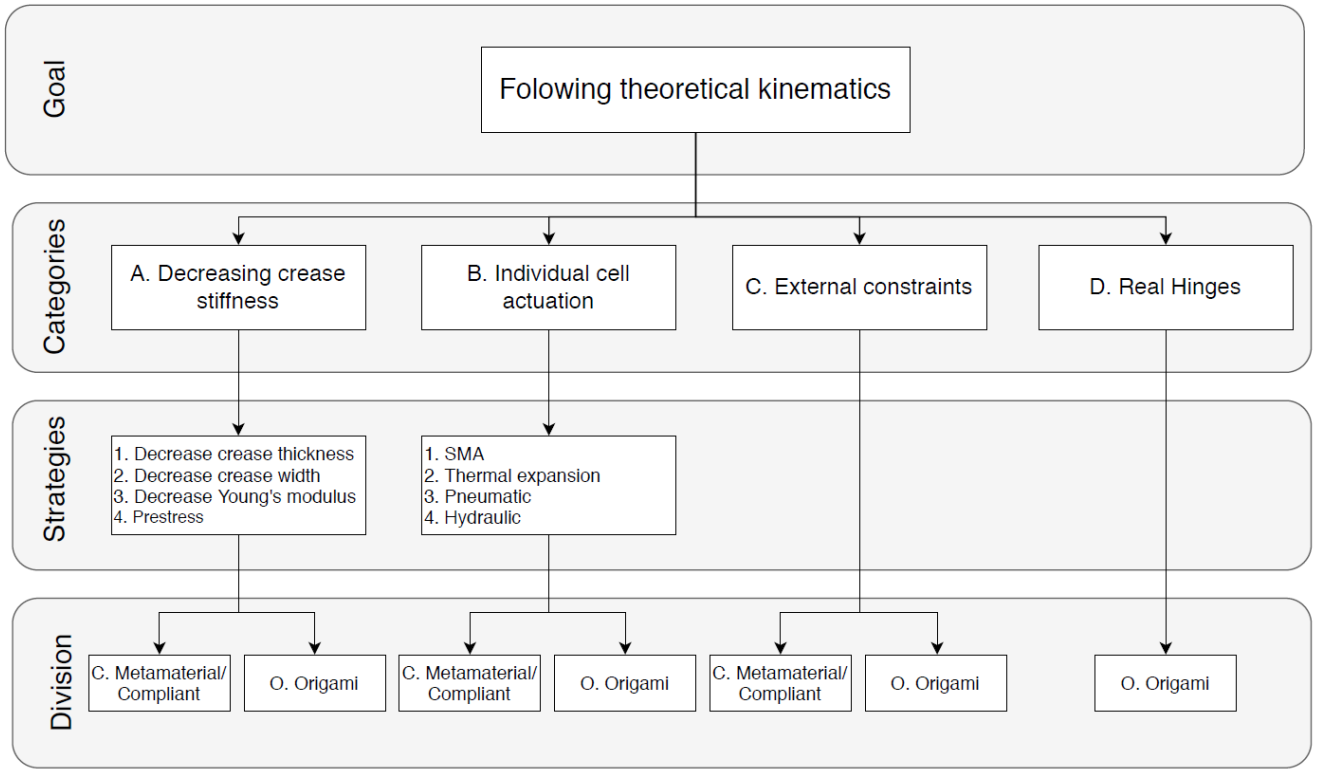 Goal
Folowing theoretical kinematics
Categories
A. Decreasing crease
stiffness
B. Individual cell
actuation
C. External constraints
D. Real Hinges
Strategies
1. Decrease crease thickness
2. Decrease crease width
3. Decrease Young's modulus
4. Prestress
1. SMA
2. Thermal expansion
3. Pneumatic
4. Hydraulic
Division
C. Metamaterial/
Compliant
O. Origami
C. Metamaterial/
Compliant
O. Origami
C. Metamaterial/
Compliant
O. Origami
O. Origami